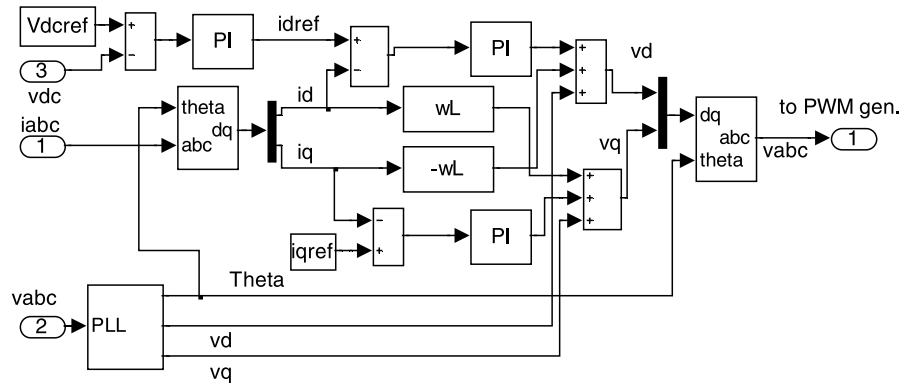 Vdcref
+
−
PI
idref
+
−
PI
+
+
+
vd
3
vdc
iabc
1
theta
abc
dq
id
iq
wL
-wL
+
+
+
vq
dq
abc
theta
to PWM gen.
1
vabc
−
+
iqref
PI
Theta
vabc
2
PLL
vd
vq